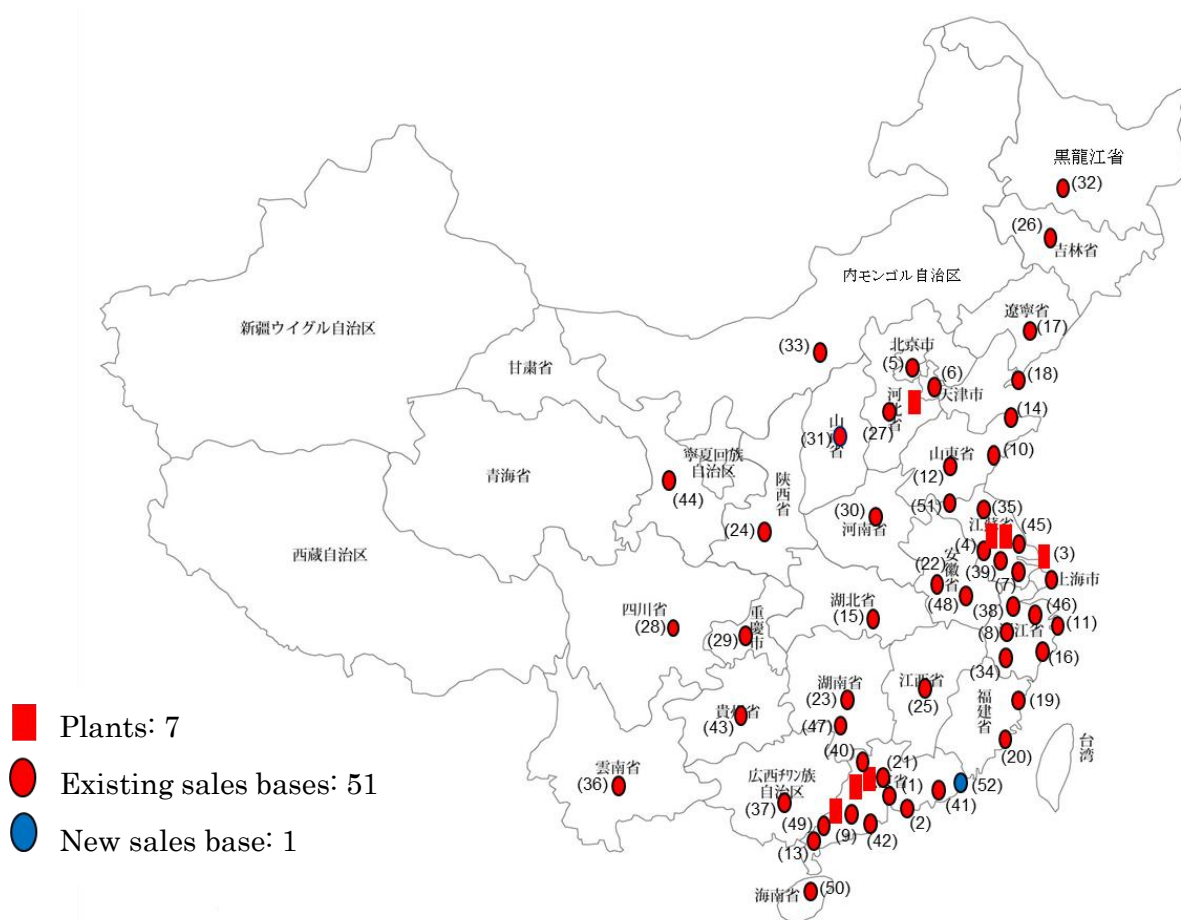 黒龍江省
(32)
(26)
吉林省
内モンゴル自治区
遼寧省
(17)
新疆ウイグル自治区
甘粛省
(33)
北京市
(5)
(6)
天津市
(18)
河北省
(27)
(14)
山
省
(31)
(10)
山東省
(12)
寧夏回族
自治区
(44)
青海省
陝西省
(24)
(30)
河南省
(51)
(35)
江蘇省
(45)
(4)
(3)
西蔵自治区
安徽省
(22)
(39)
(7)
上海市
(48)
(38)
(46)
(11)
四川省
(28)
重慶市
(29)
湖北省
(15)
(8)
江省
(34)
(16)
湖南省
(23)
江西省
(25)
福建省
(19)
貴州省
(43)
(47)
(20)
台湾
雲南省
(36)
広西チワン族
自治区
(37)
(40)
(21)
省
(1)
(2)
(41)
(52)
(49)
(9)
(42)
(13)
海南省
(50)
Plants: 7
Existing sales bases: 51
New sales base: 1